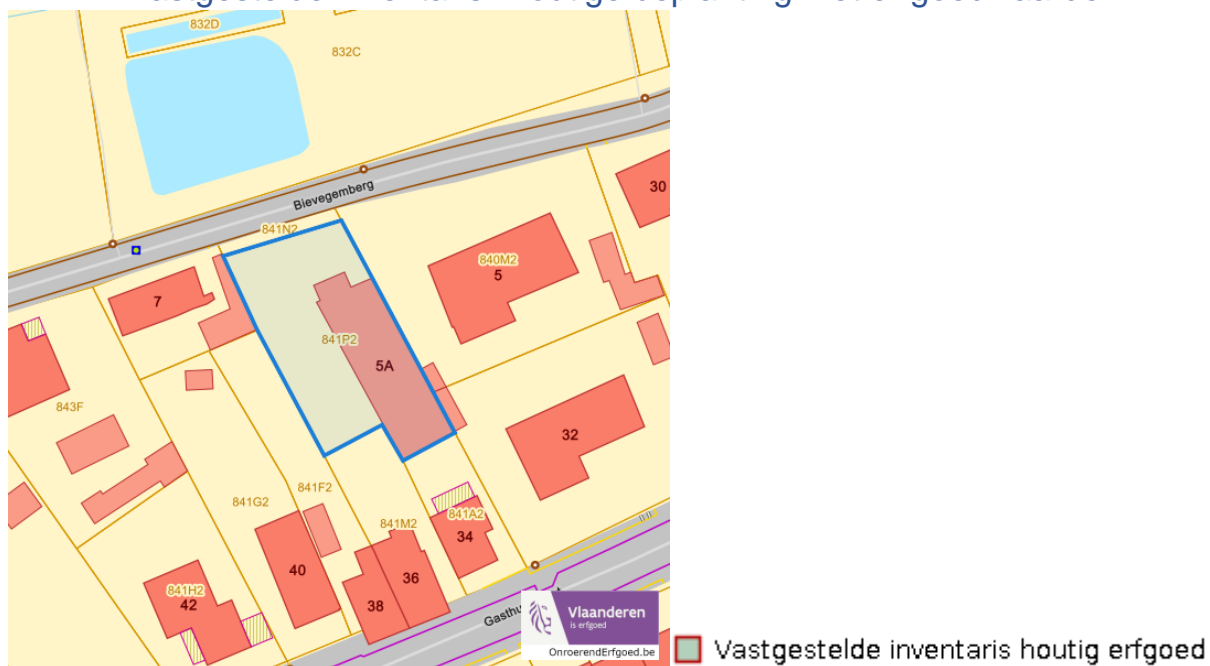 832D
832C
Bievegemberg
30
841N2
840M2
5
7
841P2
5A
843F
32
841G2
841F2
841M2
841A2
34
40
36
38
841H2
42
Vlaanderen
is erfgoed
OnroerendErfgoed.be
Vastgestelde inventaris houtig erfgoed